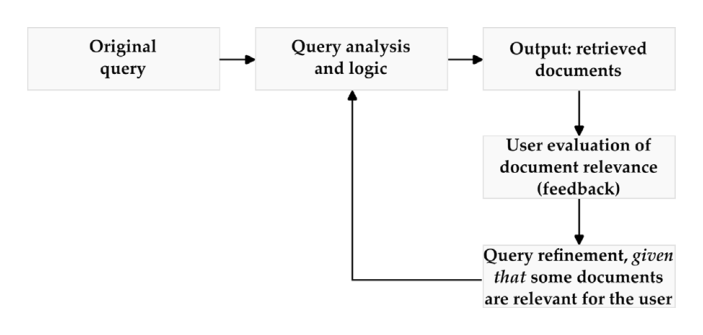 Original
query
Query analysis
and logic
Output: retrieved
documents
User evaluation of
document relevance
(feedback)
Query refinement, given
that some documents
are relevant for the user